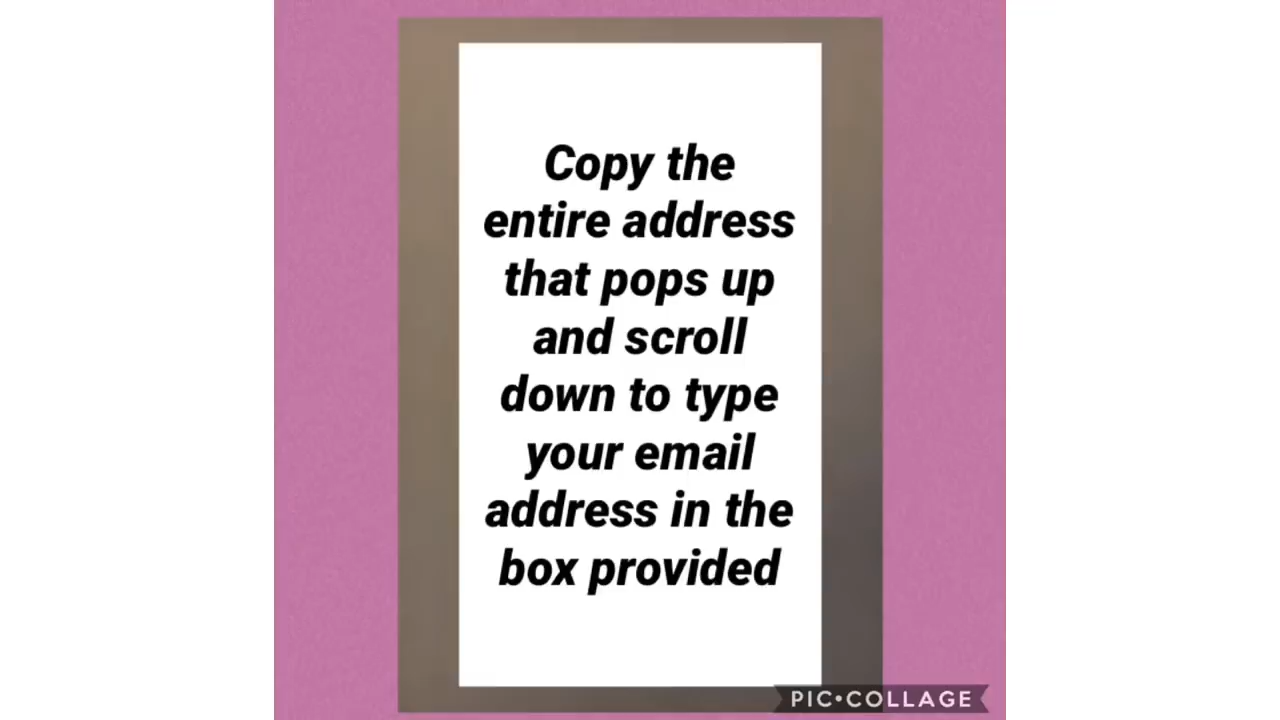 Copy the
entire address
that pops up
and scroll
down to type
your email
address in the
box provided
PIC•COLLAGE